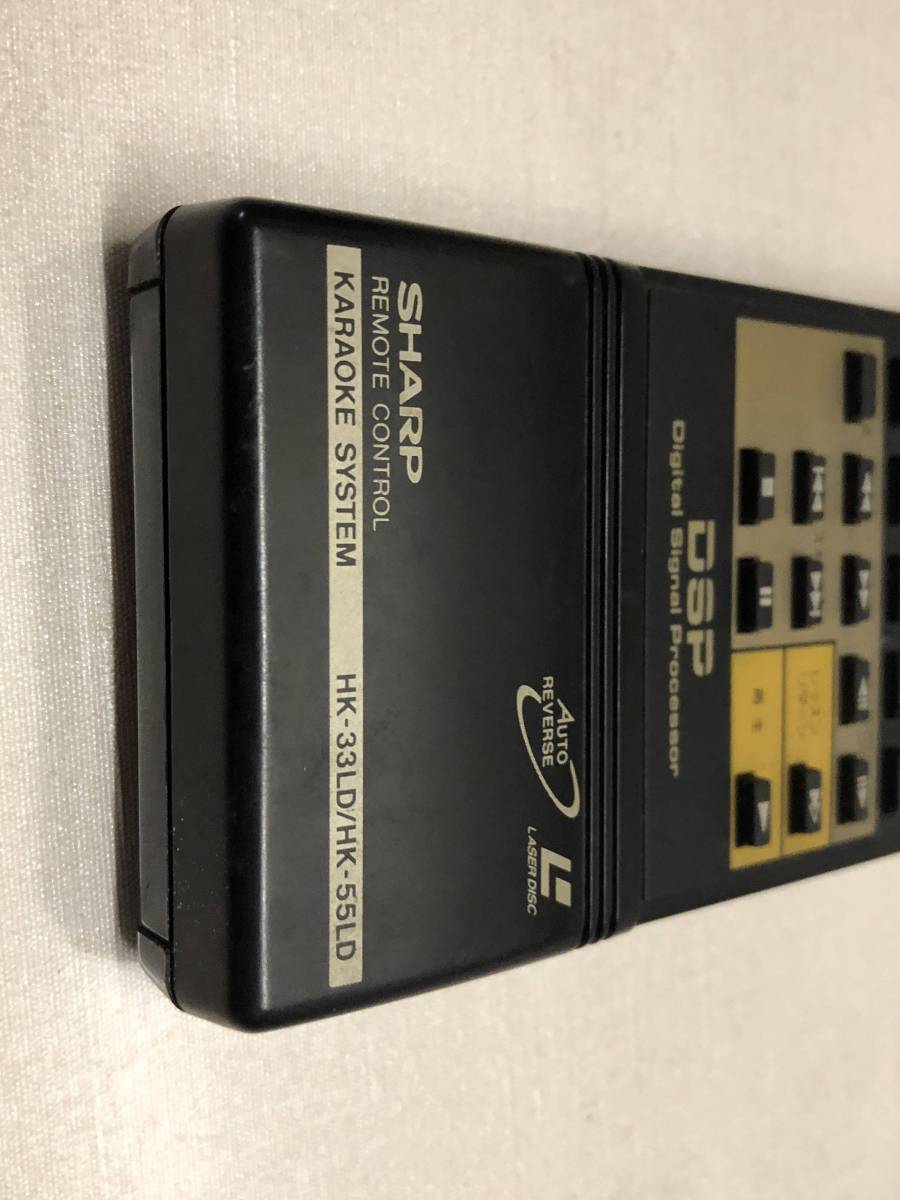 SHARP
REMOTE CONTROL
KARAOKE SYSTEM HK-33LD/HK-55LD
AUTO
REVERSE
LASER DISC
DSP
Digital Signal Processor
再生